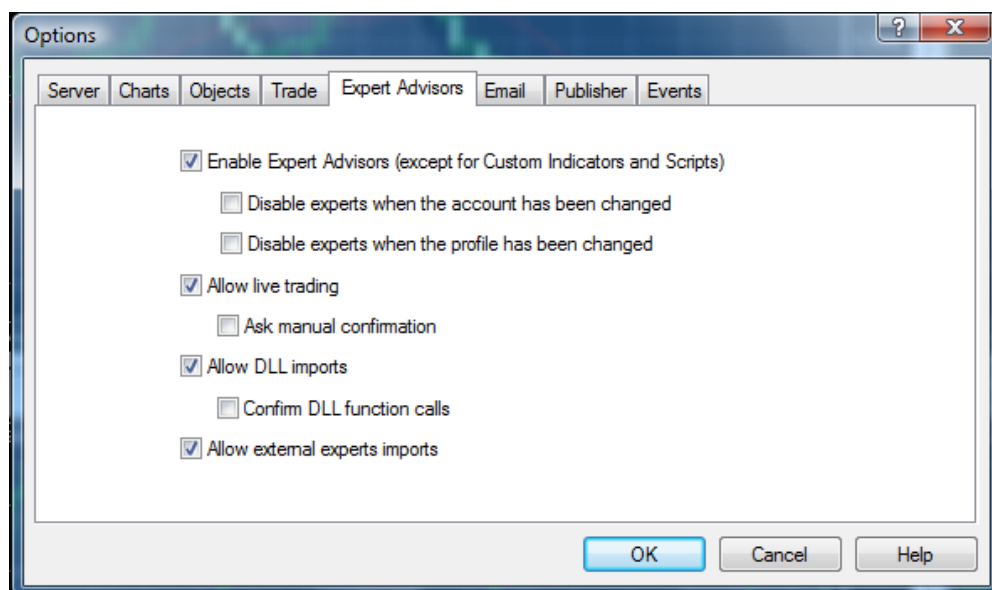 Options
Server Charts Objects Trade Expert Advisors Email Publisher Events
Enable Expert Advisors (except for Custom Indicators and Scripts)
Disable experts when the account has been changed
Disable experts when the profile has been changed
Allow live trading
Ask manual confirmation
Allow DLL imports
Confirm DLL function calls
Allow external experts imports
OK Cancel Help